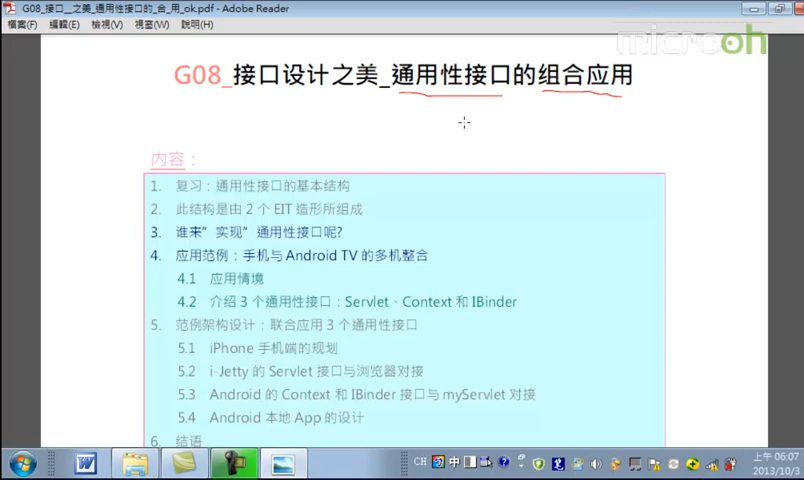 G08_接口__之美_通用性接口的_合_用_ok.pdf - Adobe Reader
檔案(F) 編輯(E) 檢視(V) 視窗(W) 說明(H)
microoh
G08_接口设计之美_通用性接口的组合应用
内容：
1. 复习：通用性接口的基本结构
2. 此结构是由 2 个 EIT 造形所组成
3. 谁来”实现”通用性接口呢?
4. 应用范例：手机与 Android TV 的多机整合
4.1 应用情境
4.2 介绍 3 个通用性接口：Servlet、Context 和 IBinder
5. 范例架构设计：联合应用 3 个通用性接口
5.1 iPhone 手机端的规划
5.2 i-Jetty 的 Servlet 接口与浏览器对接
5.3 Android 的 Context 和 IBinder 接口与 myServlet 对接
5.4 Android 本地 App 的设计
6. 结语
CH 中
上午 06:07
2013/10/3